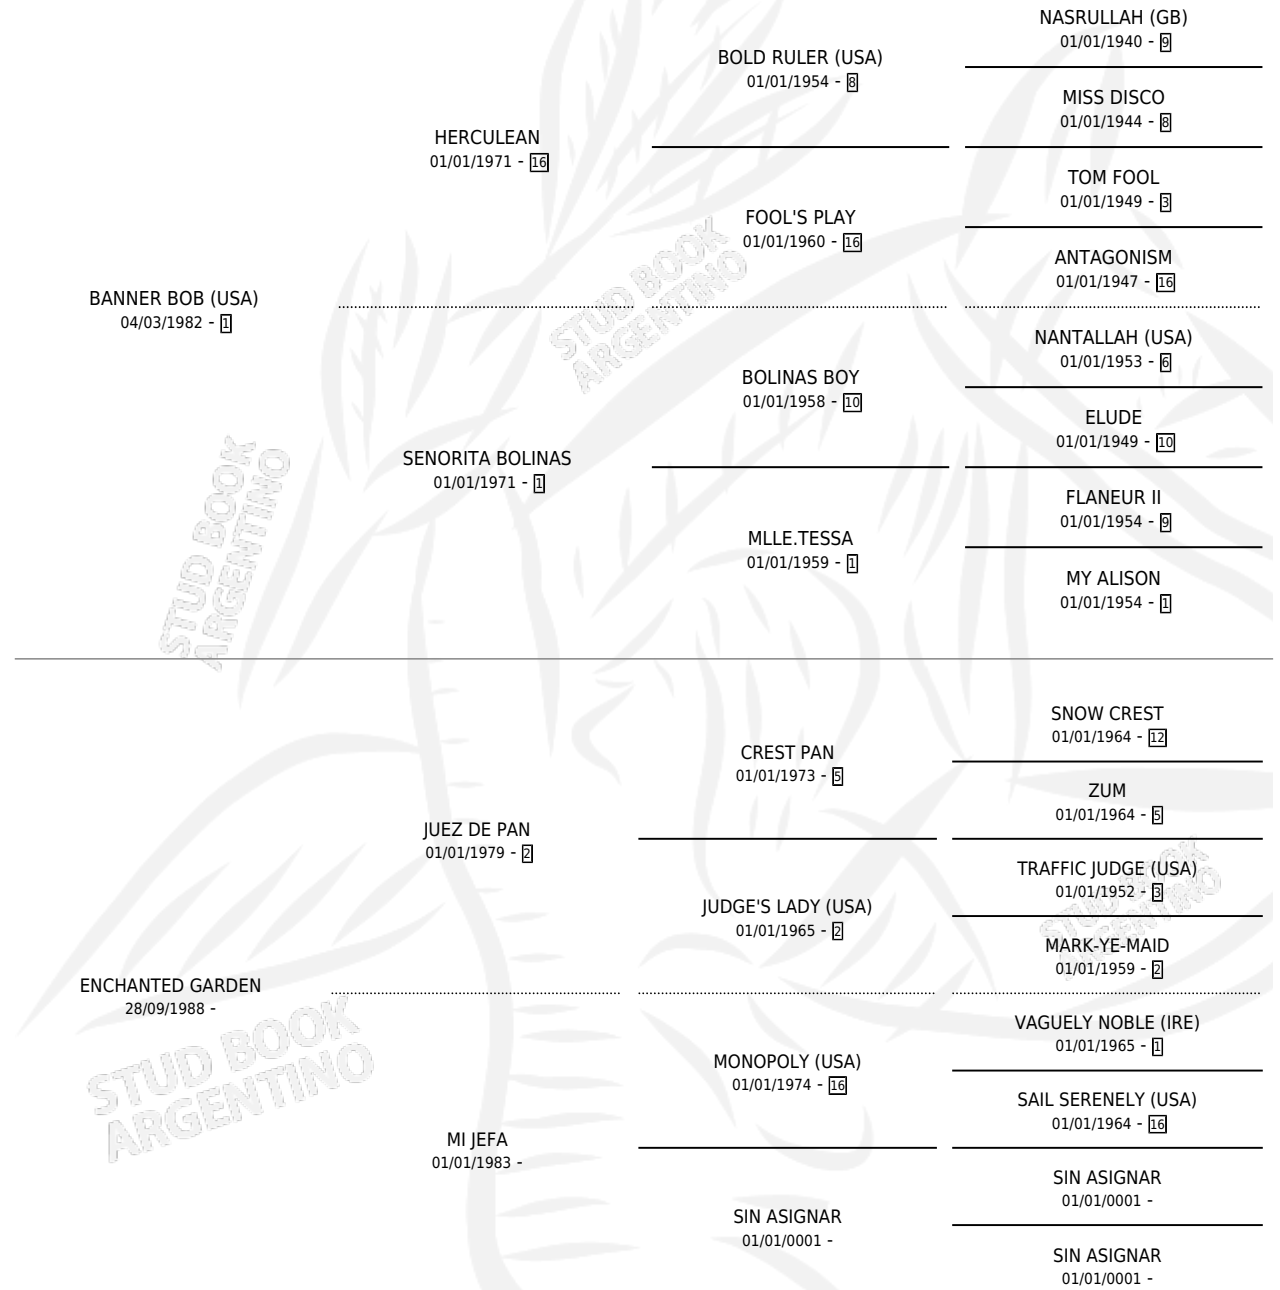 NASRULLAH (GB)
01/01/1940 - 9
BOLD RULER (USA)
01/01/1954 - 8
MISS DISCO
01/01/1944 - 8
HERCULEAN
01/01/1971 - 16
TOM FOOL
01/01/1949 - 3
FOOL'S PLAY
01/01/1960 - 16
ANTAGONISM
01/01/1947 - 16
BANNER BOB (USA)
04/03/1982 - 1
NANTALLAH (USA)
01/01/1953 - 6
BOLINAS BOY
01/01/1958 - 10
ELUDE
01/01/1949 - 10
SENORITA BOLINAS
01/01/1971 - 1
FLANEUR II
01/01/1954 - 9
MLLE.TESSA
01/01/1959 - 1
MY ALISON
01/01/1954 - 1
SNOW CREST
01/01/1964 - 12
CREST PAN
01/01/1973 - 5
ZUM
01/01/1964 - 5
JUEZ DE PAN
01/01/1979 - 2
TRAFFIC JUDGE (USA)
01/01/1952 - 3
JUDGE'S LADY (USA)
01/01/1965 - 2
MARK-YE-MAID
01/01/1959 - 2
ENCHANTED GARDEN
28/09/1988 -
VAGUELY NOBLE (IRE)
01/01/1965 - 1
MONOPOLY (USA)
01/01/1974 - 16
SAIL SERENELY (USA)
01/01/1964 - 16
MI JEFA
01/01/1983 -
SIN ASIGNAR
01/01/0001 -
SIN ASIGNAR
01/01/0001 -
SIN ASIGNAR
01/01/0001 -
STUD BOOK
ARGENTINO
STUD BOOK
ARGENTINO
STUD BOOK
ARGENTINO
STUD BOOK
ARGENTINO